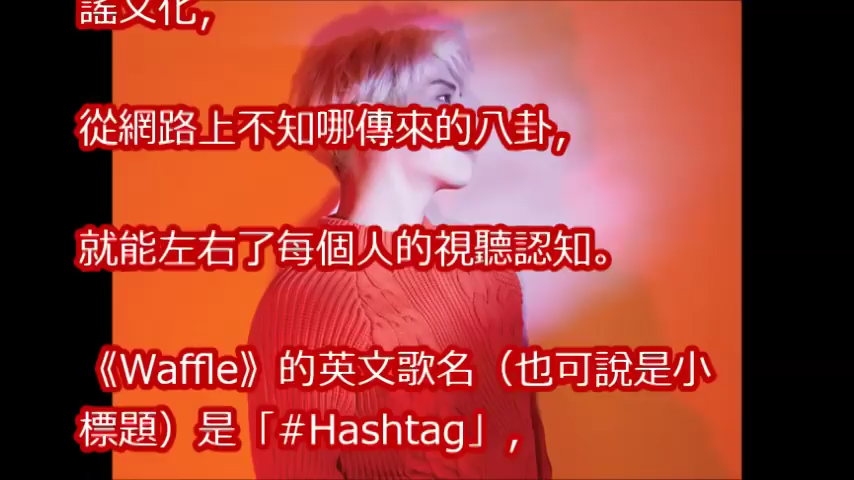 謠文化，
從網路上不知哪傳來的八卦，
就能左右了每個人的視聽認知。
《Waffle》的英文歌名（也可說是小
標題）是「#Hashtag」，